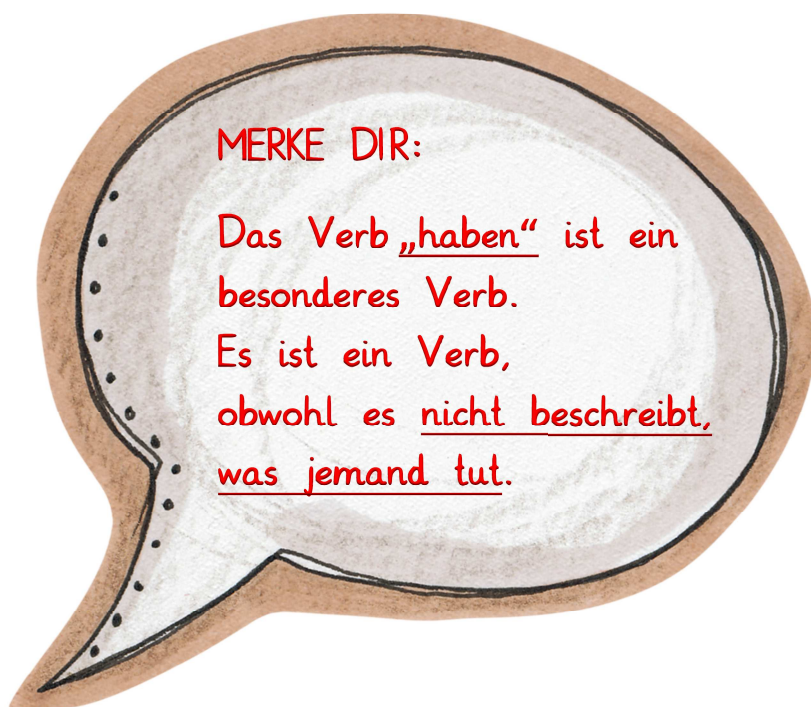 MERKE DIR:
Das Verb „haben“ ist ein
besonderes Verb.
Es ist ein Verb,
obwohl es nicht beschreibt,
was jemand tut.